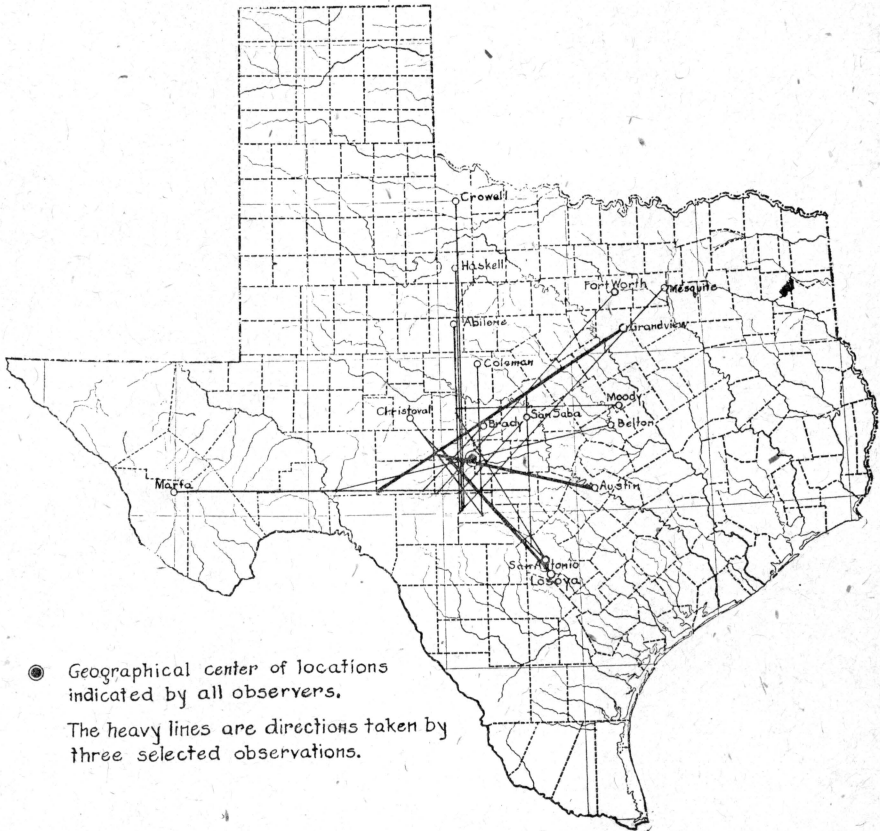 Crowell
Haskell
Fort Worth
Mesquite
Abilene
Grandview
Coleman
Moody
Christoval
San Saba
Brady
Belton
Marfa
Austin
San Antonio
Losoya
Geographical center of locations
indicated by all observers.
The heavy lines are directions taken by
three selected observations.